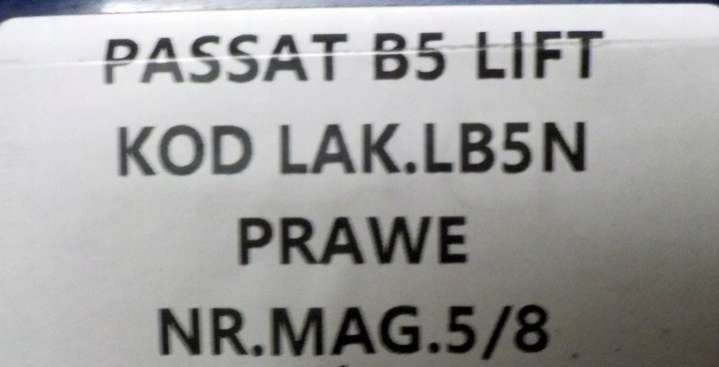 PASSAT B5 LIFT
KOD LAK.LB5N
PRAWE
NR.MAG.5/8